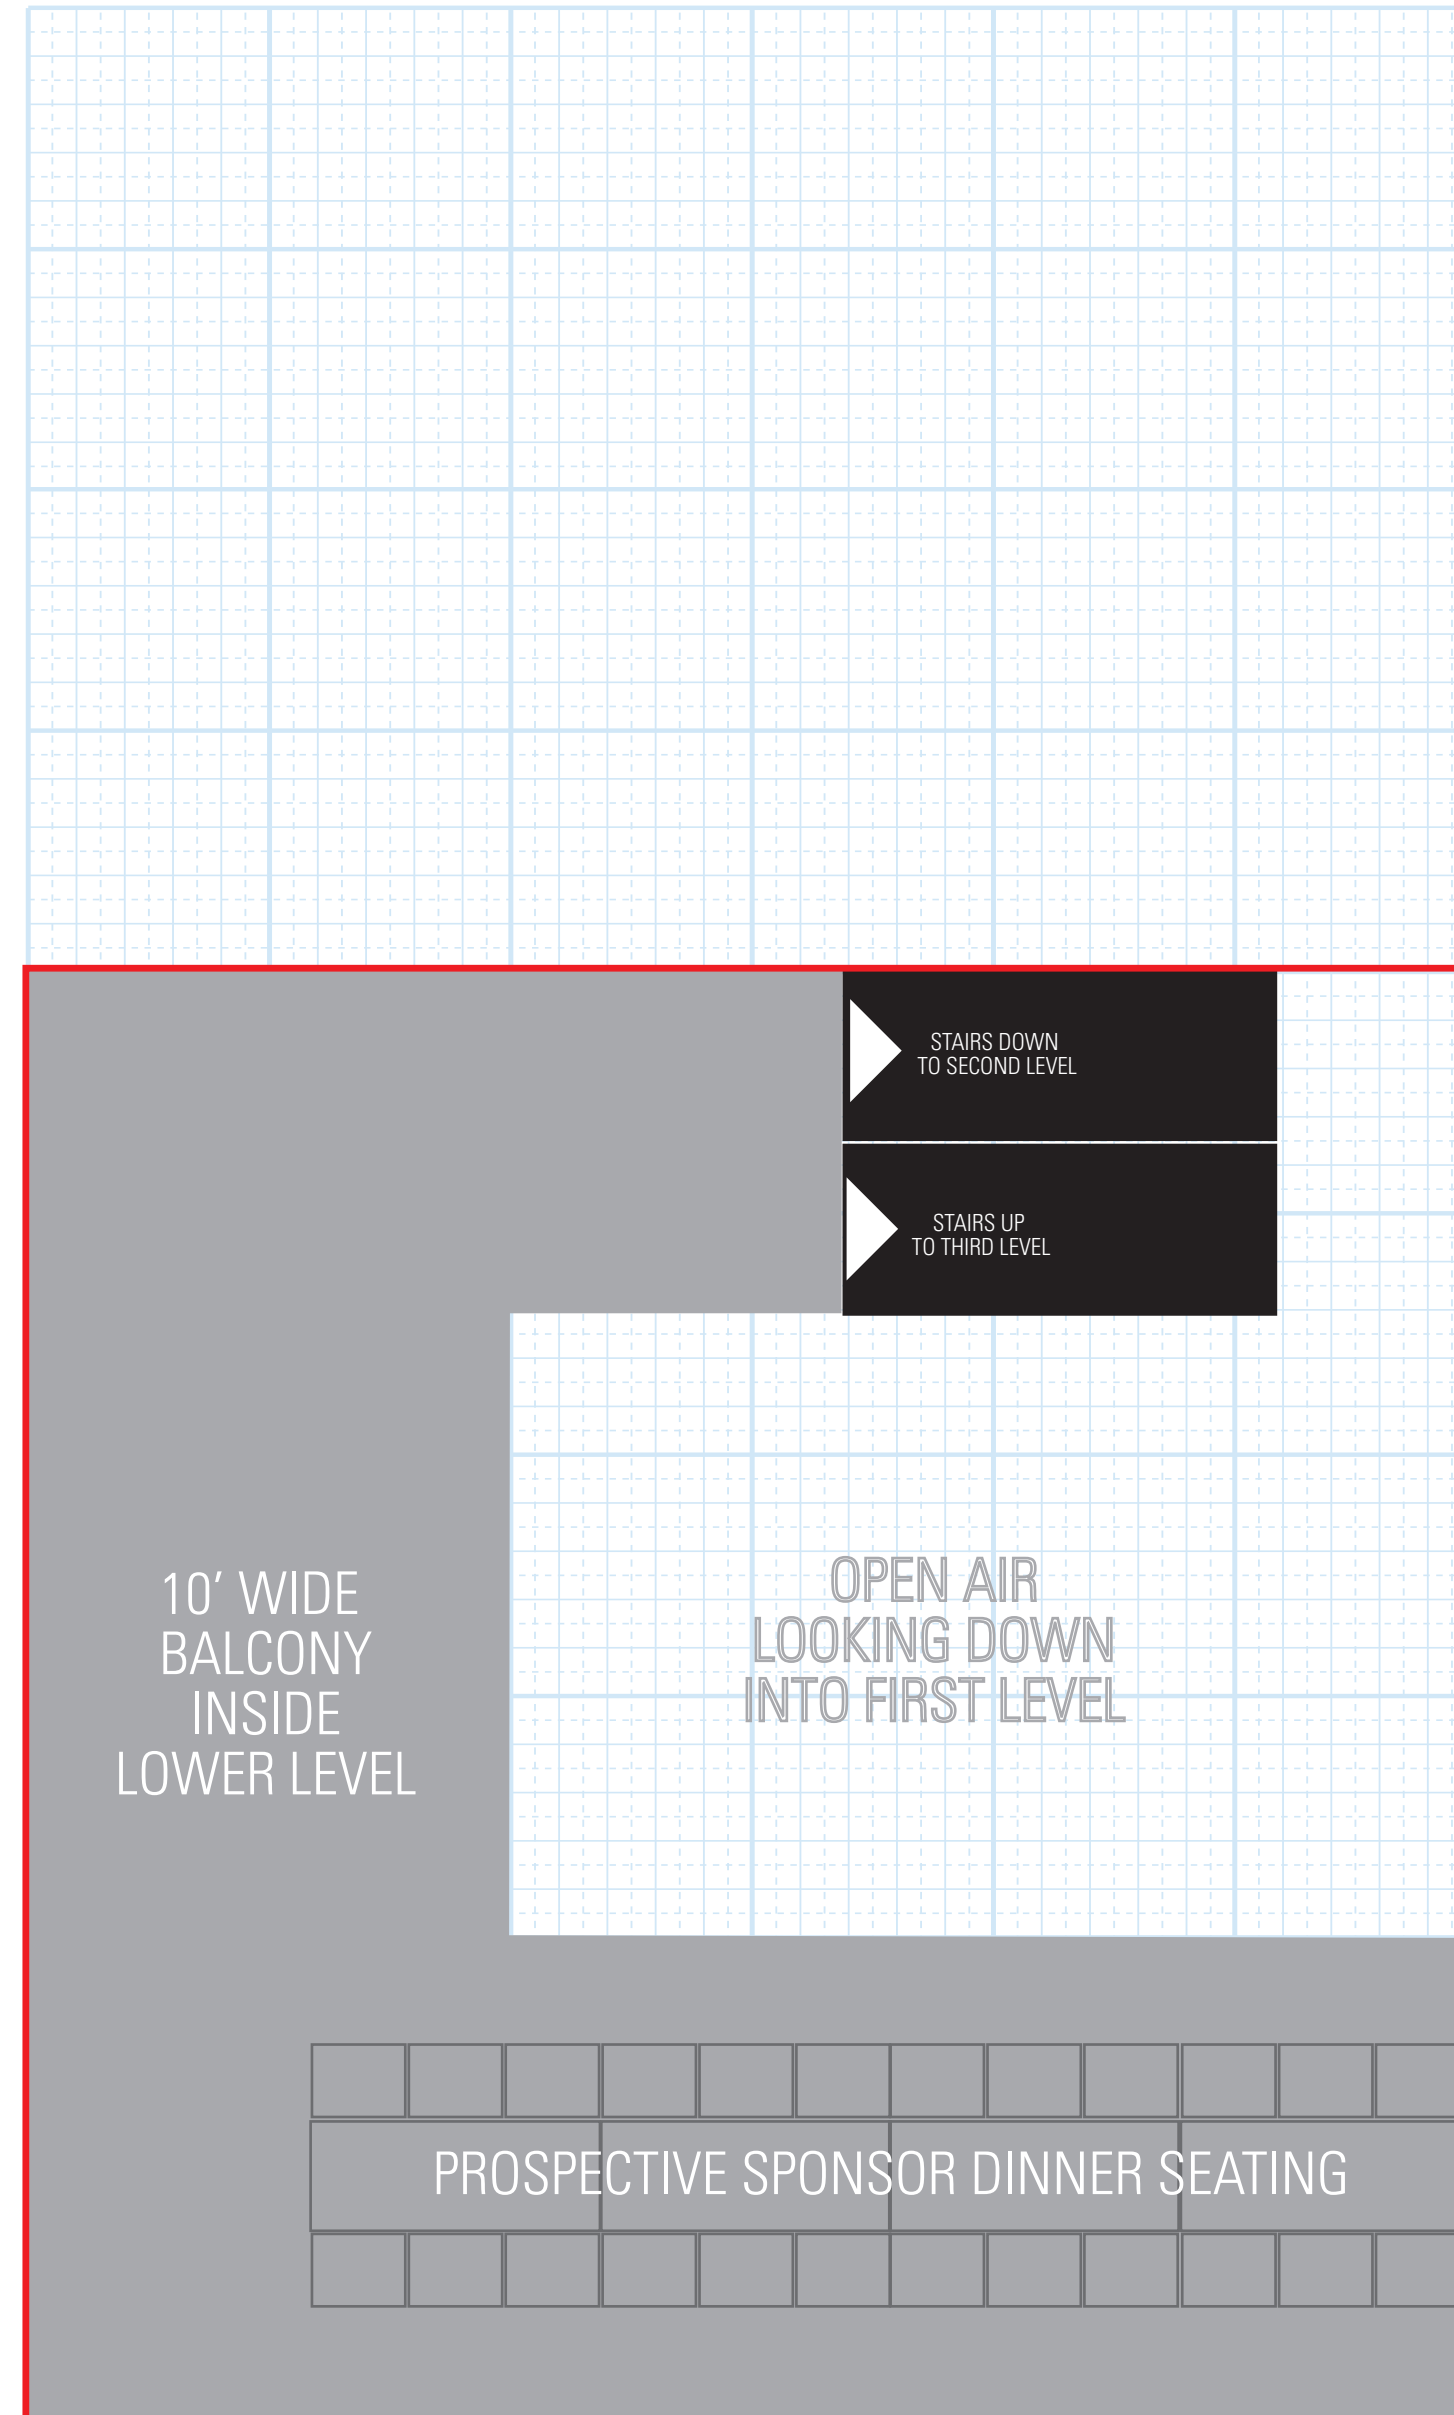 STAIRS DOWN
TO SECOND LEVEL
STAIRS UP
TO THIRD LEVEL
10’ WIDE
BALCONY
INSIDE
LOWER LEVEL
OPEN AIR
LOOKING DOWN
INTO FIRST LEVEL
PROSPECTIVE SPONSOR DINNER SEATING